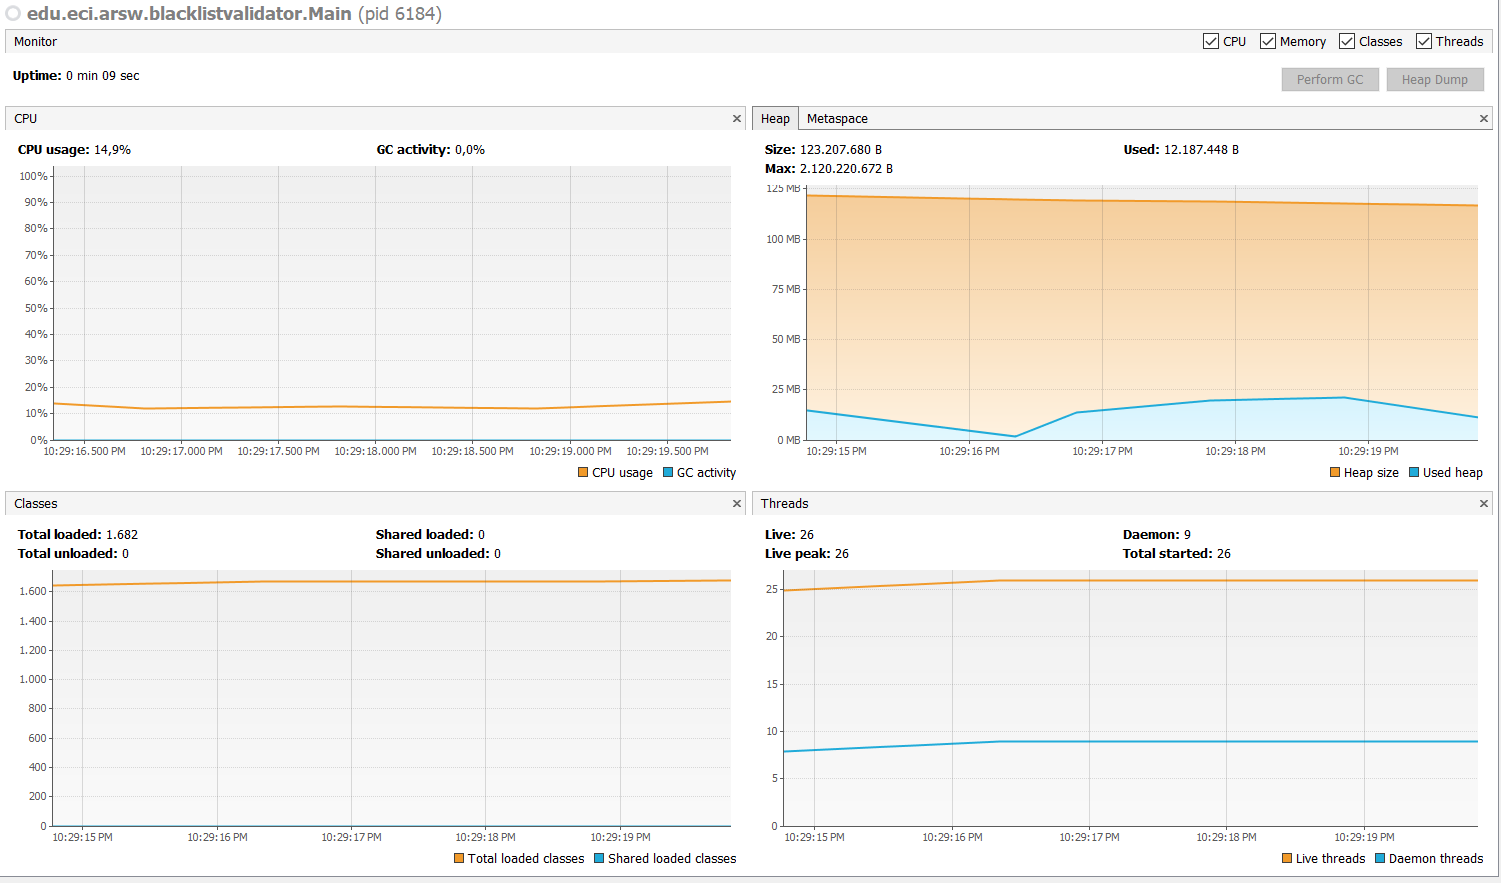 edu.eci.arsw.blacklistvalidator.Main (pid 6184)
Monitor
CPU Memory Classes Threads
Uptime: 0 min 09 sec
Perform GC Heap Dump
CPU
CPU usage: 14,9% GC activity: 0,0%
100%
90%
80%
70%
60%
50%
40%
30%
20%
10%
0%
10:29:16.500 PM 10:29:17.000 PM 10:29:17.500 PM 10:29:18.000 PM 10:29:18.500 PM 10:29:19.000 PM 10:29:19.500 PM
CPU usage GC activity
Heap Metaspace
Size: 123.207.680 B Used: 12.187.448 B
Max: 2.120.220.672 B
125 MB
100 MB
75 MB
50 MB
25 MB
0 MB
10:29:15 PM 10:29:16 PM 10:29:17 PM 10:29:18 PM 10:29:19 PM
Heap size Used heap
Classes
Total loaded: 1.682 Shared loaded: 0
Total unloaded: 0 Shared unloaded: 0
1.600
1.400
1.200
1.000
800
600
400
200
0
10:29:15 PM 10:29:16 PM 10:29:17 PM 10:29:18 PM 10:29:19 PM
Total loaded classes Shared loaded classes
Threads
Live: 26 Daemon: 9
Live peak: 26 Total started: 26
25
20
15
10
5
0
10:29:15 PM 10:29:16 PM 10:29:17 PM 10:29:18 PM 10:29:19 PM
Live threads Daemon threads